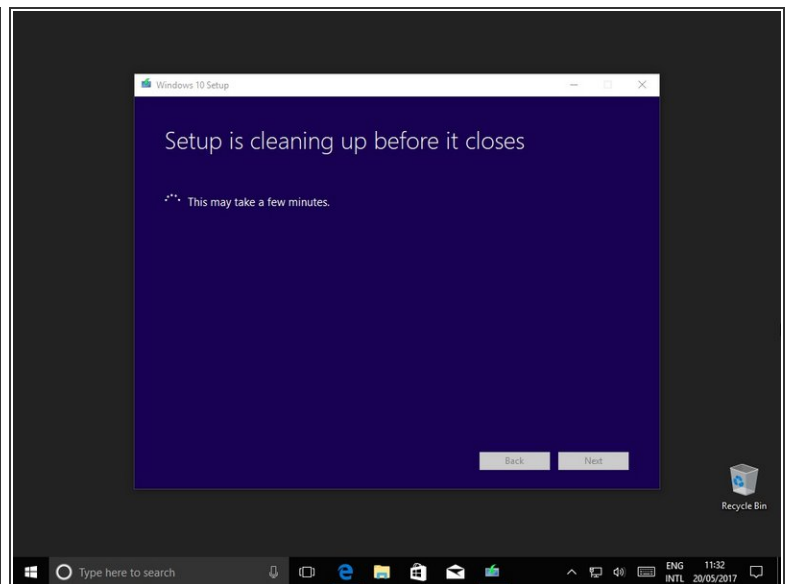 Windows 10 Setup
Setup is cleaning up before it closes
This may take a few minutes.
Back
Next
Recycle Bin
Type here to search
ENG
INTL
11:32
20/05/2017